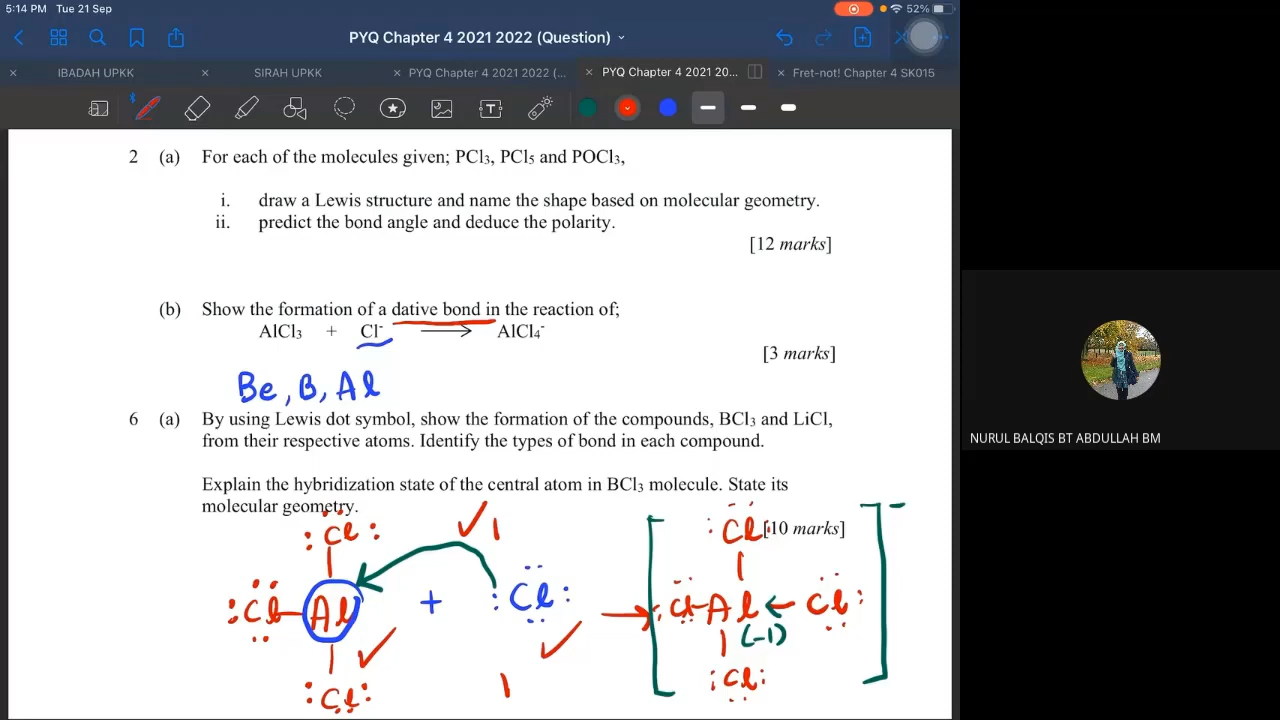 5:14 PM Tue 21 Sep
52%
PYQ Chapter 4 2021 2022 (Question)
IBADAH UPKK
SIRAH UPKK
PYQ Chapter 4 2021 2022 (...
PYQ Chapter 4 2021 20...
Fret-not! Chapter 4 SK015
2 (a) For each of the molecules given; PCl₃, PCl₅ and POCl₃,
i. draw a Lewis structure and name the shape based on molecular geometry.
ii. predict the bond angle and deduce the polarity.
[12 marks]
(b) Show the formation of a dative bond in the reaction of;
AlCl₃ + Cl⁻ ⟶ AlCl₄⁻
[3 marks]
Be, B, Al
6 (a) By using Lewis dot symbol, show the formation of the compounds, BCl₃ and LiCl,
from their respective atoms. Identify the types of bond in each compound.
Explain the hybridization state of the central atom in BCl₃ molecule. State its
molecular geometry.
[10 marks]
:Cl: ✓ 1 [ :Cl: ]⁻
:Cl-Al + :Cl: → :Cl-Al ← Cl:
(-1)
✓ ✓
:Cl: 1 :Cl:
NURUL BALQIS BT ABDULLAH BM